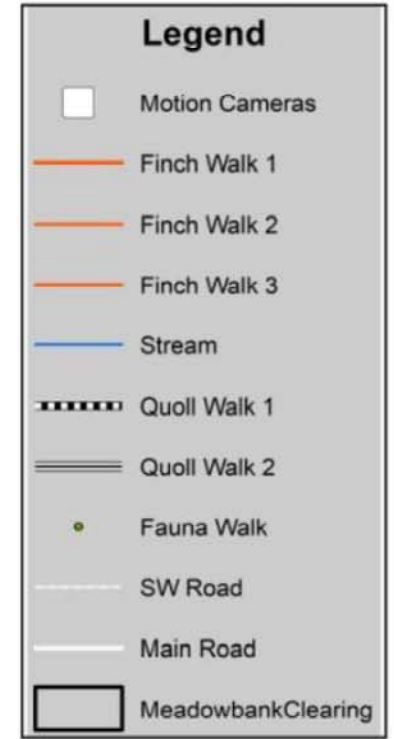 Legend
Motion Cameras
Finch Walk 1
Finch Walk 2
Finch Walk 3
Stream
Quoll Walk 1
Quoll Walk 2
Fauna Walk
SW Road
Main Road
MeadowbankClearing